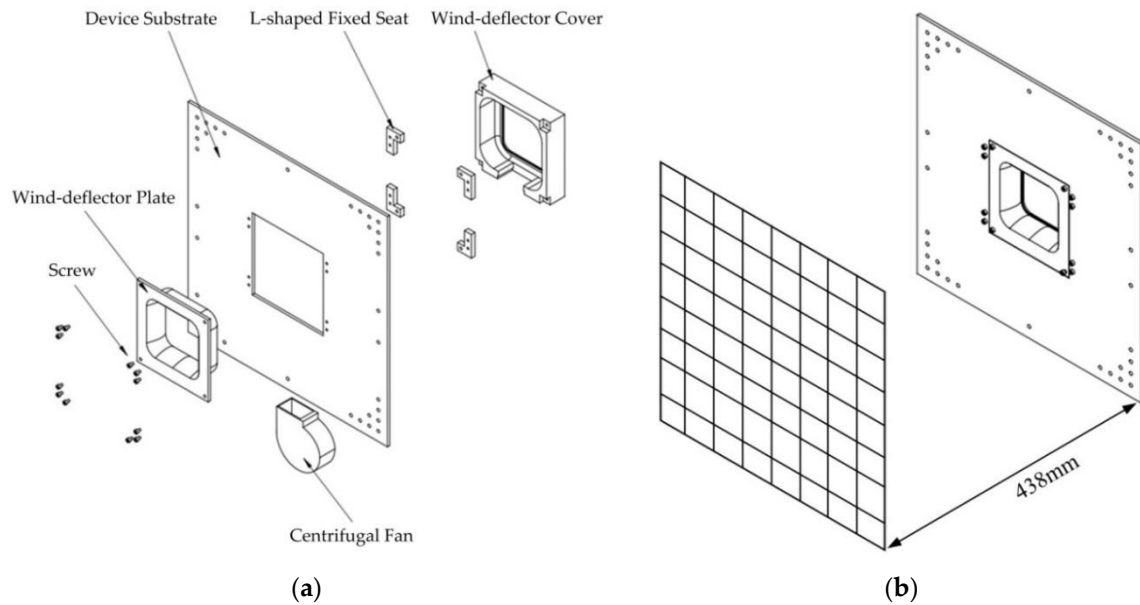 Device Substrate
L-shaped Fixed Seat
Wind-deflector Cover
Wind-deflector Plate
Screw
Centrifugal Fan
(a)
438mm
(b)